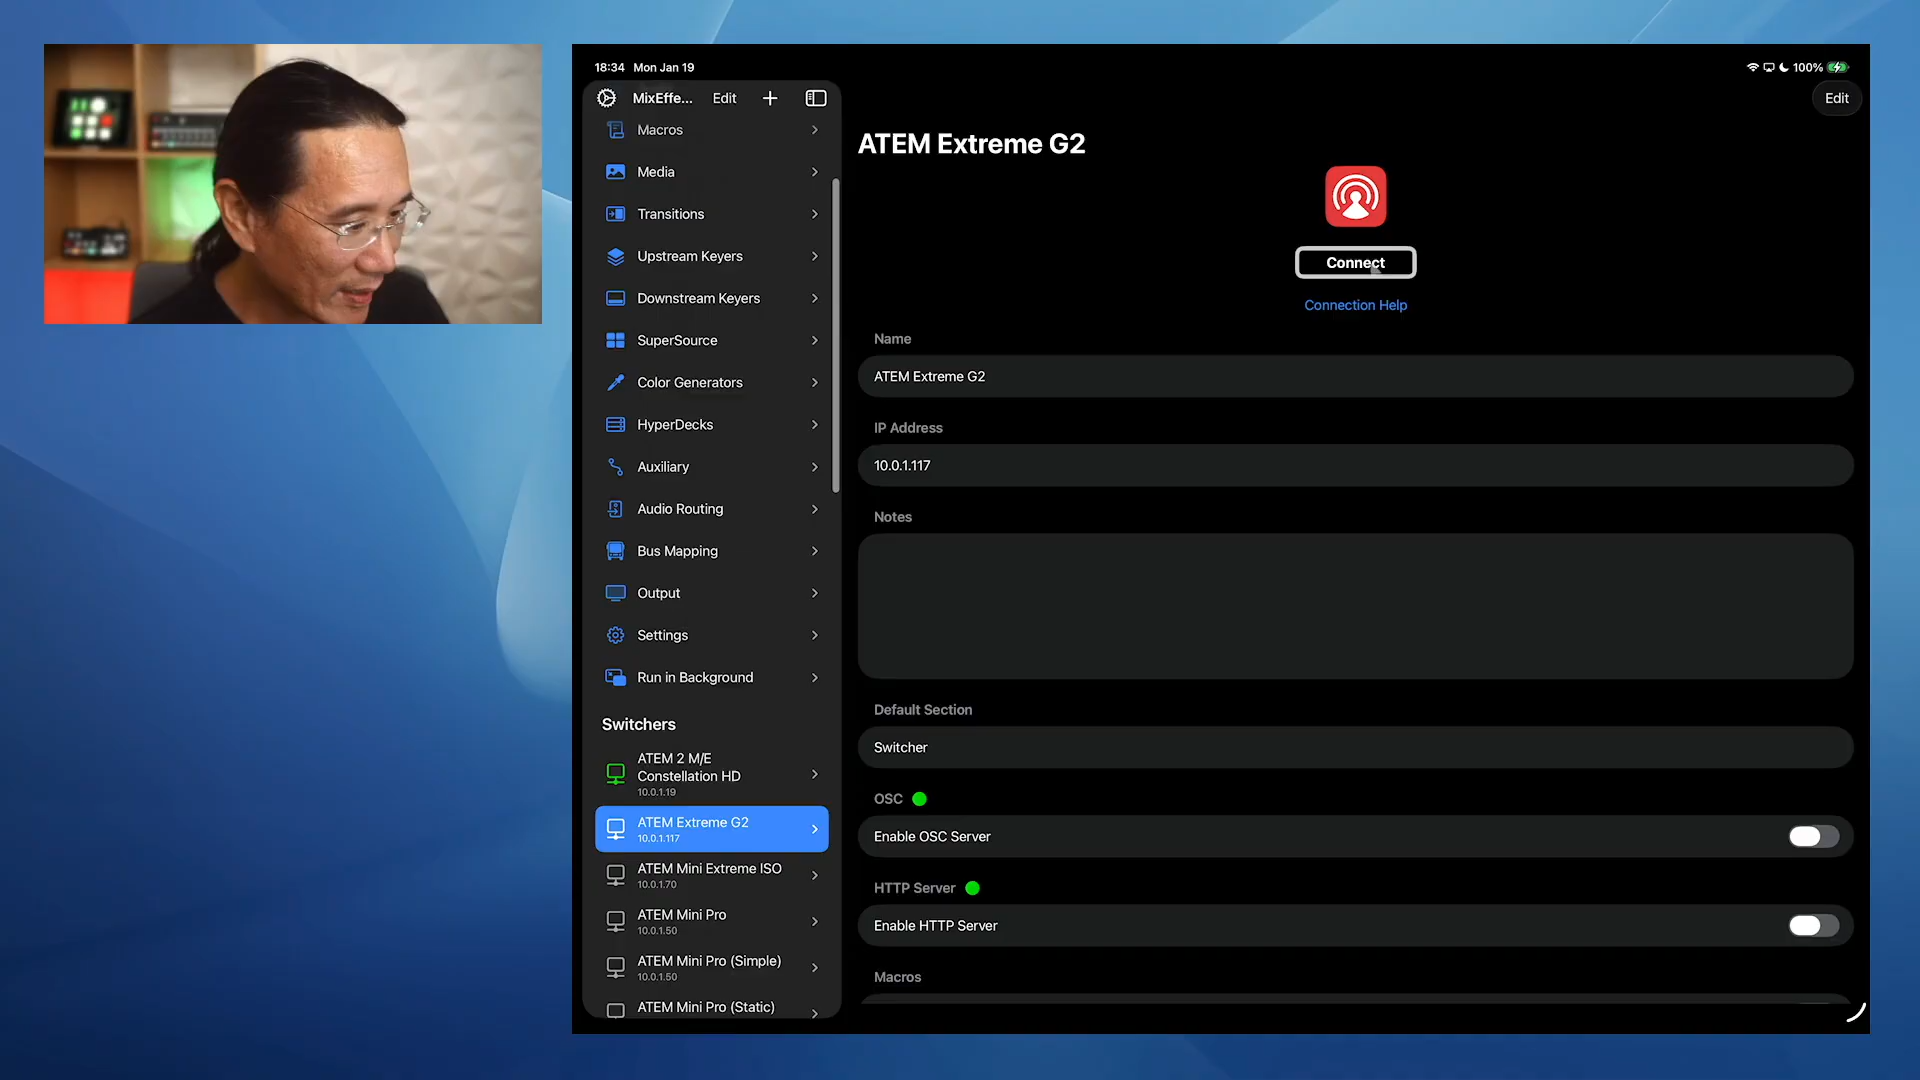 18:34 Mon Jan 19
100%
MixEffe... Edit
Edit
Macros
Media
Transitions
Upstream Keyers
Downstream Keyers
SuperSource
Color Generators
HyperDecks
Auxiliary
Audio Routing
Bus Mapping
Output
Settings
Run in Background
Switchers
ATEM 2 M/E
Constellation HD
10.0.1.19
ATEM Extreme G2
10.0.1.117
ATEM Mini Extreme ISO
10.0.1.70
ATEM Mini Pro
10.0.1.50
ATEM Mini Pro (Simple)
10.0.1.50
ATEM Mini Pro (Static)
ATEM Extreme G2
Connect
Connection Help
Name
ATEM Extreme G2
IP Address
10.0.1.117
Notes
Default Section
Switcher
OSC
Enable OSC Server
HTTP Server
Enable HTTP Server
Macros